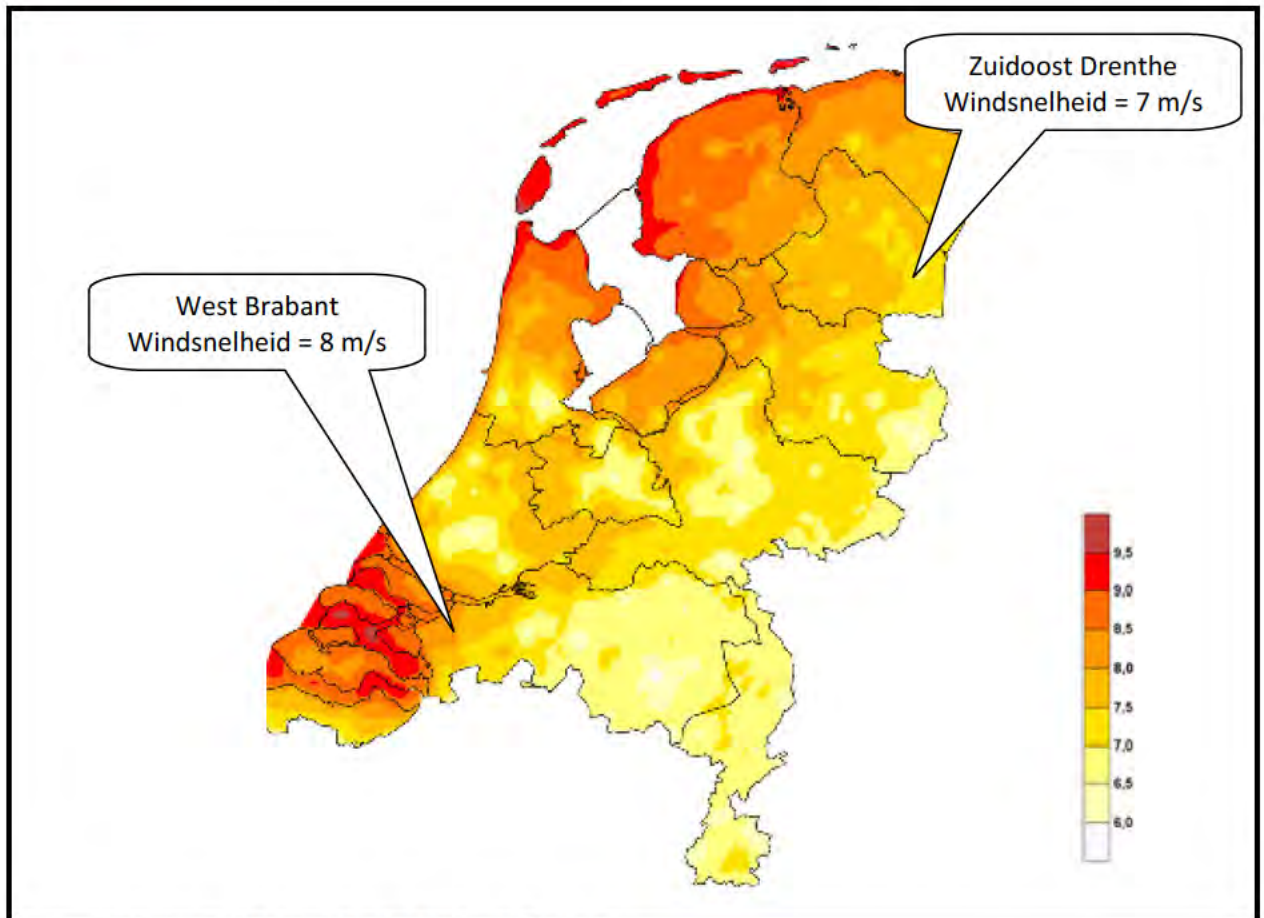 Zuidoost Drenthe
Windsnelheid = 7 m/s
West Brabant
Windsnelheid = 8 m/s
9,5
9,0
8,5
8,0
7,5
7,0
6,5
6,0